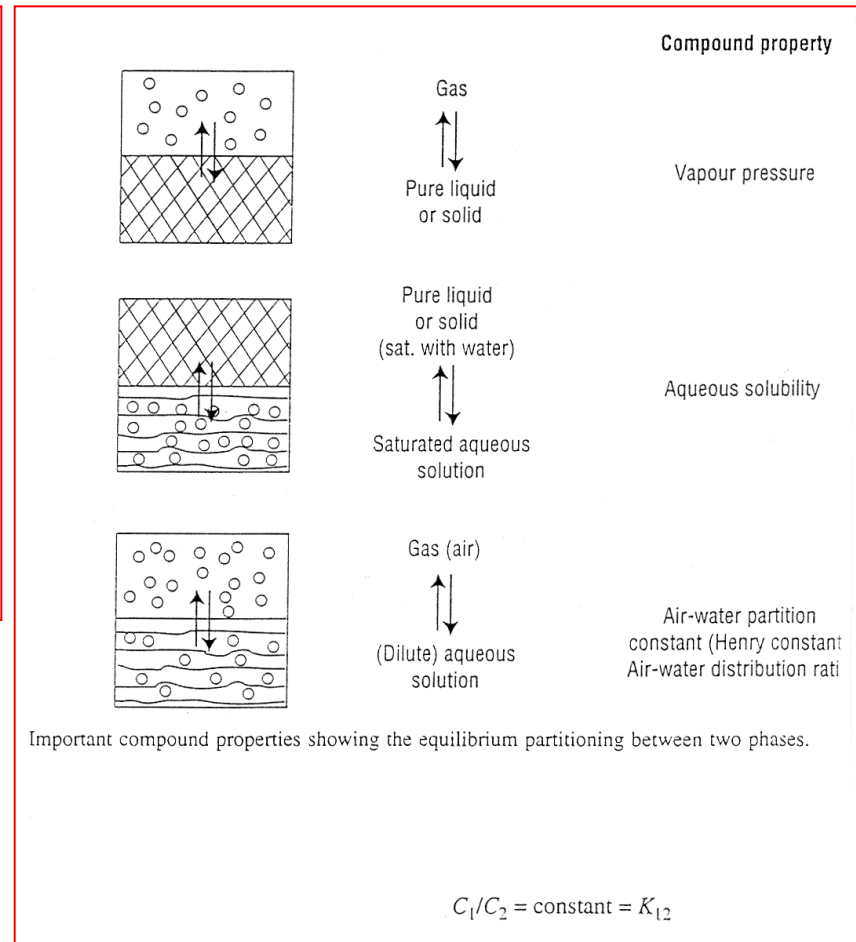 Compound property
Gas
Pure liquid
or solid
Vapour pressure
Pure liquid
or solid
(sat. with water)
Saturated aqueous
solution
Aqueous solubility
Gas (air)
(Dilute) aqueous
solution
Air-water partition
constant (Henry constant
Air-water distribution rati
Important compound properties showing the equilibrium partitioning between two phases.
C₁/C₂ = constant = K₁₂